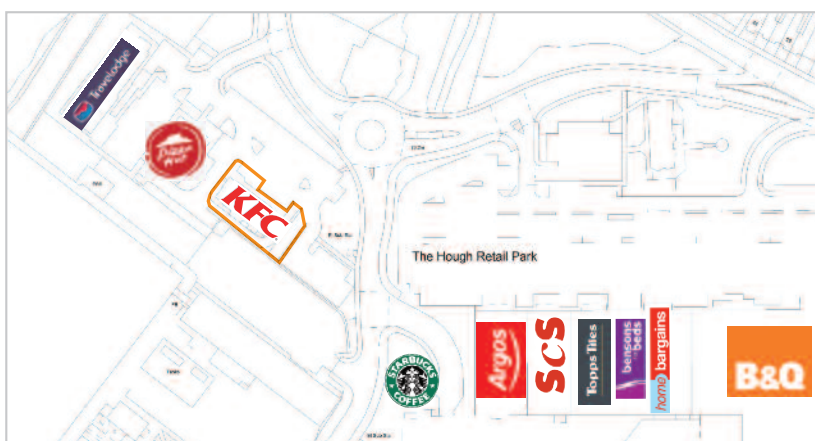 Travelodge
Pizza
Hut
KFC
The Hough Retail Park
STARBUCKS
COFFEE
Argos
ScS
Topps Tiles
bensons
for beds
home bargains
B&Q